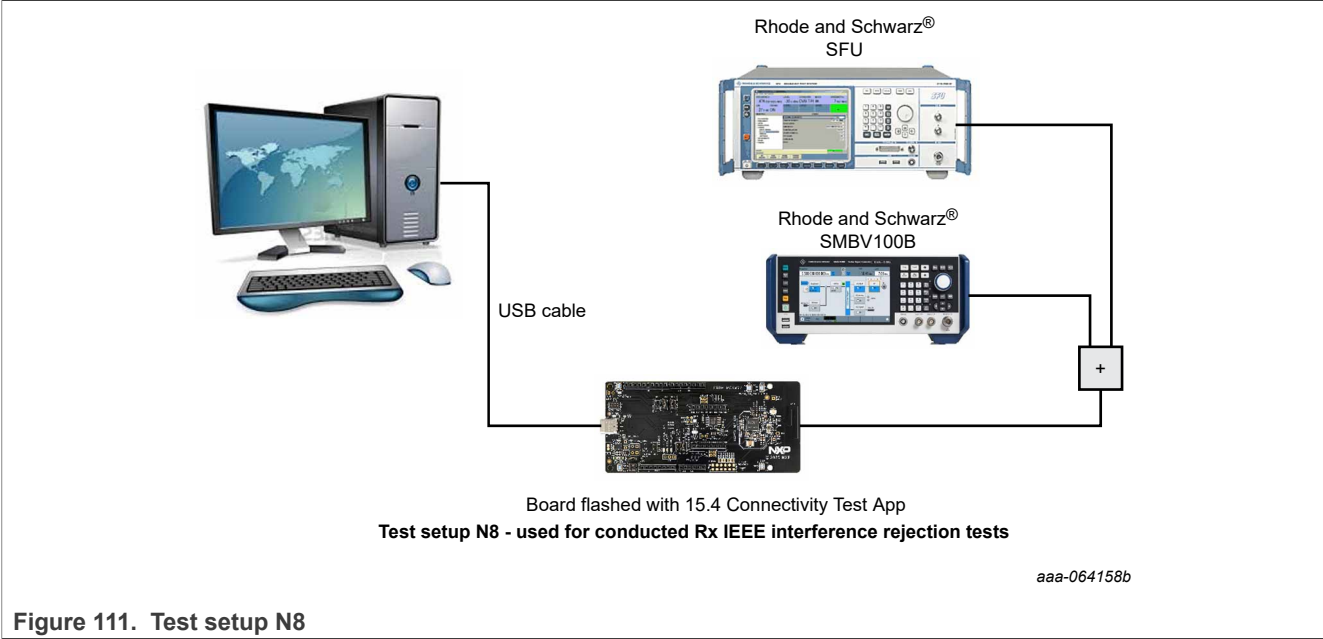 Rhode and Schwarz®
SFU
Rhode and Schwarz®
SMBV100B
USB cable
+
NXP
Board flashed with 15.4 Connectivity Test App
Test setup N8 - used for conducted Rx IEEE interference rejection tests
aaa-064158b
Figure 111. Test setup N8